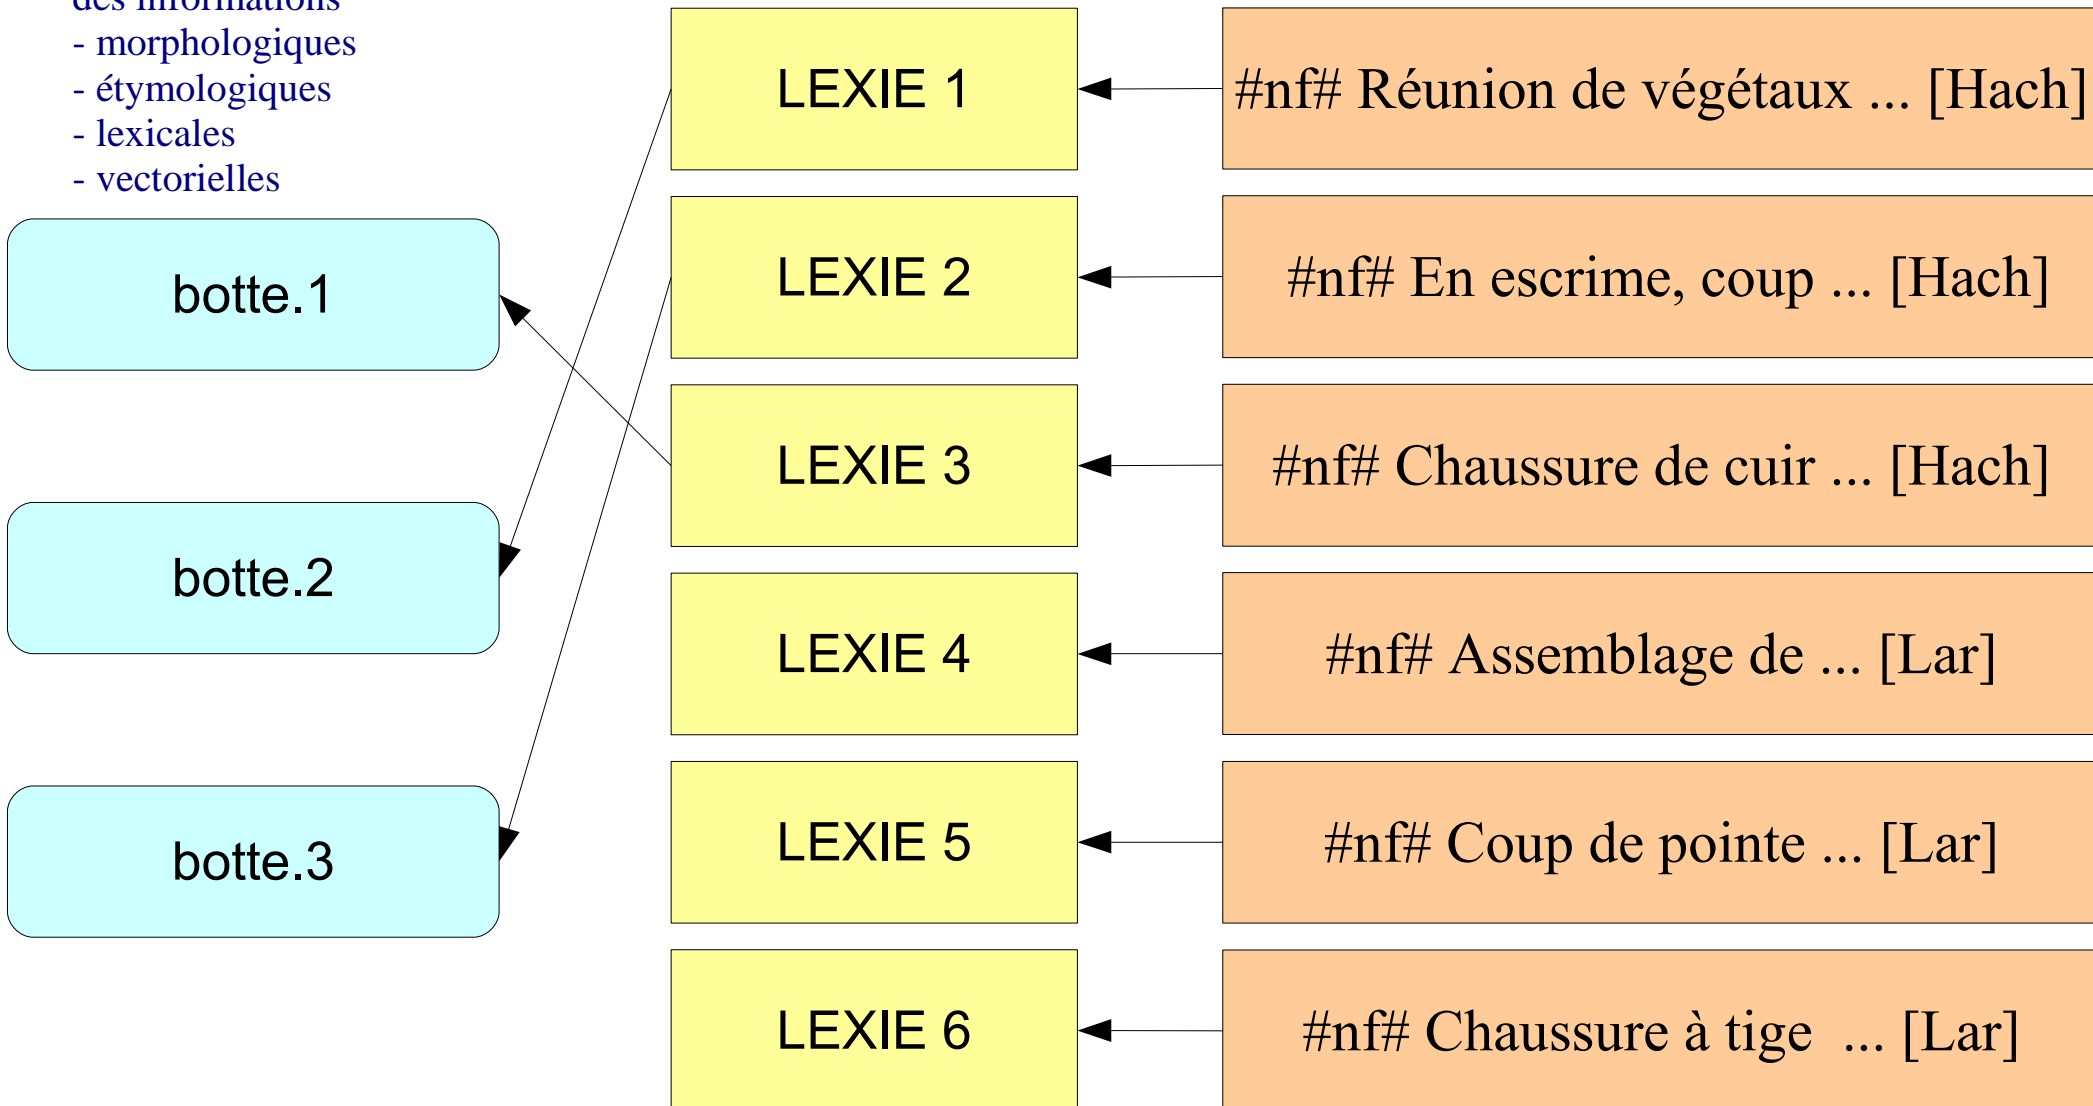 des informations
- morphologiques
- étymologiques
- lexicales
- vectorielles
botte.1
botte.2
botte.3
LEXIE 1
LEXIE 2
LEXIE 3
LEXIE 4
LEXIE 5
LEXIE 6
#nf# Réunion de végétaux ... [Hach]
#nf# En escrime, coup ... [Hach]
#nf# Chaussure de cuir ... [Hach]
#nf# Assemblage de ... [Lar]
#nf# Coup de pointe ... [Lar]
#nf# Chaussure à tige  ... [Lar]